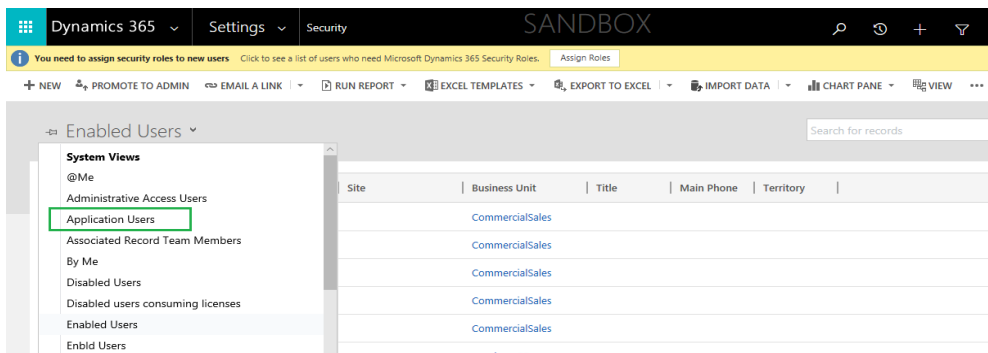 Dynamics 365 Settings Security SANDBOX
i You need to assign security roles to new users Click to see a list of users who need Microsoft Dynamics 365 Security Roles. Assign Roles
NEW PROMOTE TO ADMIN EMAIL A LINK RUN REPORT EXCEL TEMPLATES EXPORT TO EXCEL IMPORT DATA CHART PANE VIEW ...
Enabled Users Search for records
System Views
@Me
Site Business Unit Title Main Phone Territory
Administrative Access Users
Application Users CommercialSales
Associated Record Team Members CommercialSales
By Me
Disabled Users CommercialSales
Disabled users consuming licenses CommercialSales
Enabled Users CommercialSales
Enbld Users